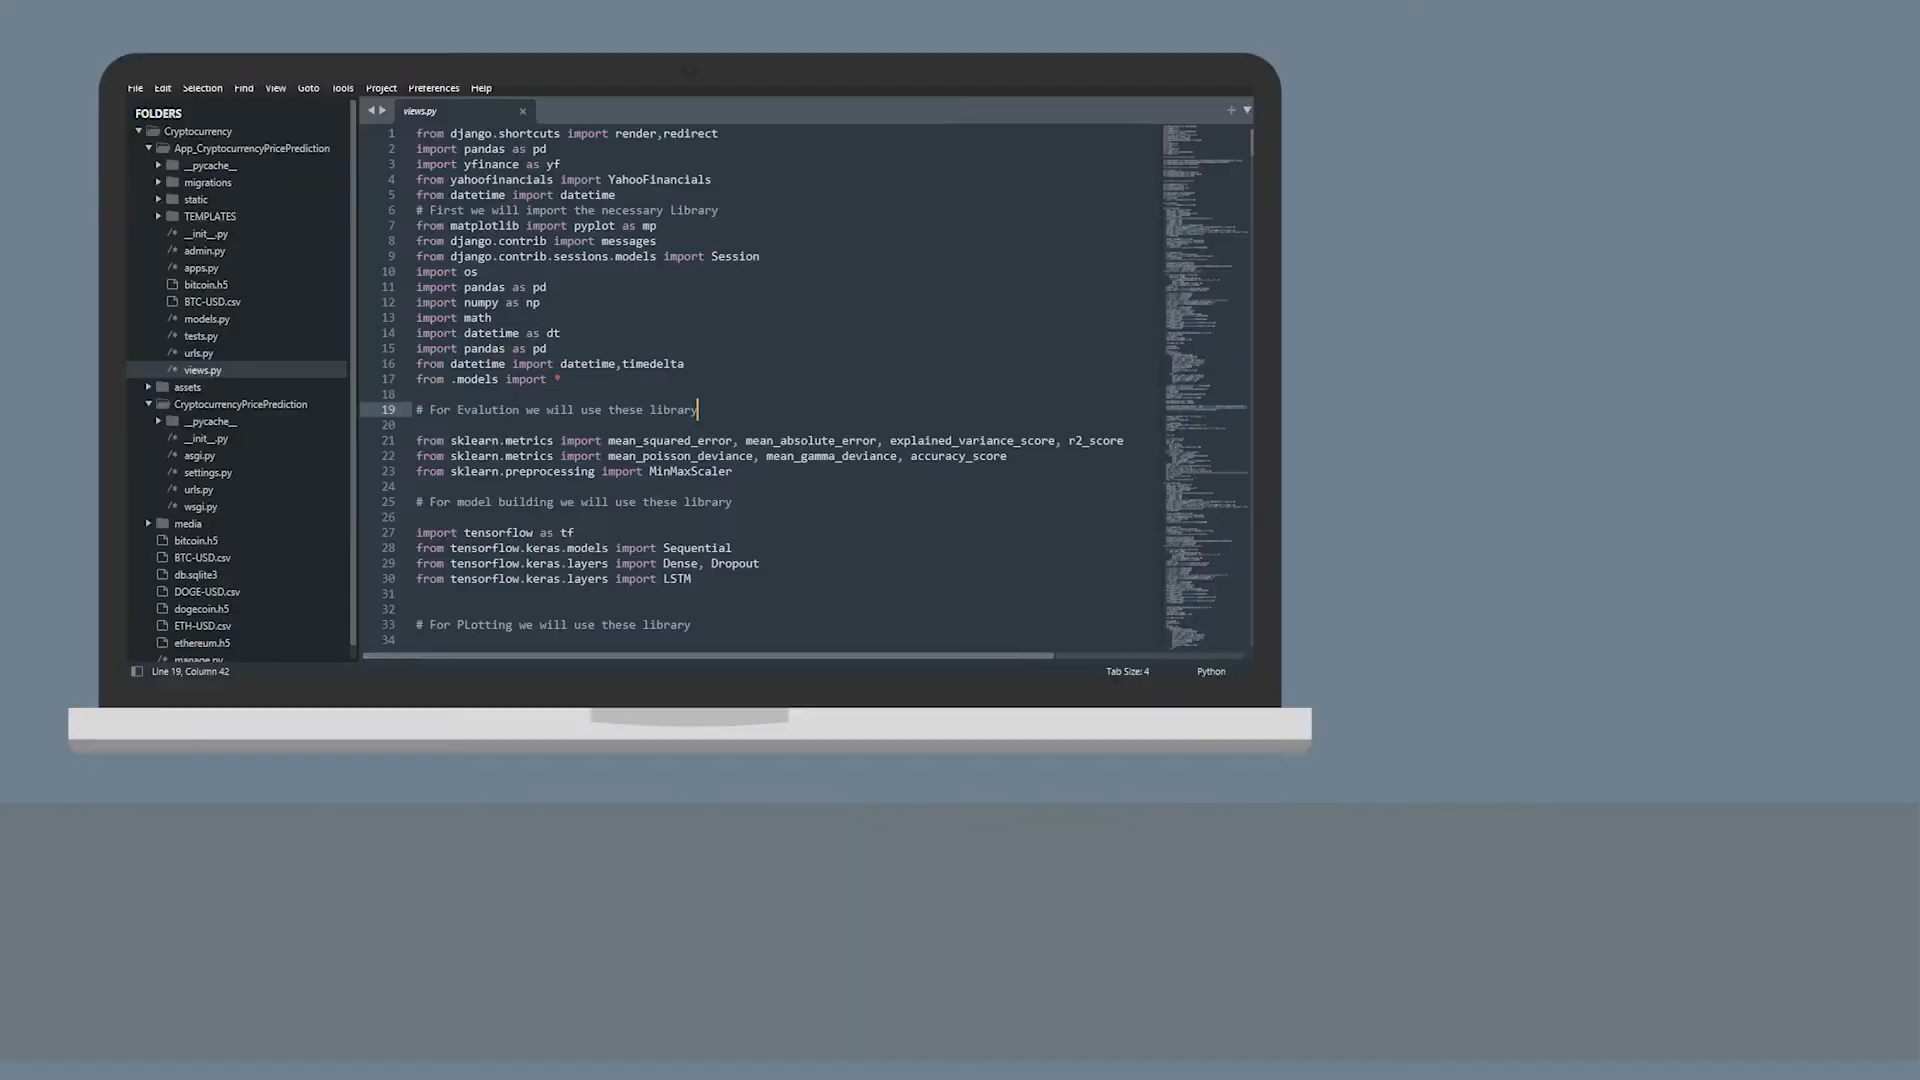 File Edit Selection Find View Goto Tools Project Preferences Help
FOLDERS
Cryptocurrency
App_CryptocurrencyPricePrediction
__pycache__
migrations
static
TEMPLATES
__init__.py
admin.py
apps.py
bitcoin.h5
BTC-USD.csv
models.py
tests.py
urls.py
views.py
assets
CryptocurrencyPricePrediction
__pycache__
__init__.py
asgi.py
settings.py
urls.py
wsgi.py
media
bitcoin.h5
BTC-USD.csv
db.sqlite3
DOGE-USD.csv
dogecoin.h5
ETH-USD.csv
ethereum.h5
manage.py
views.py
1 from django.shortcuts import render,redirect
2 import pandas as pd
3 import yfinance as yf
4 from yahoofinancials import YahooFinancials
5 from datetime import datetime
6 # First we will import the necessary Library
7 from matplotlib import pyplot as mp
8 from django.contrib import messages
9 from django.contrib.sessions.models import Session
10 import os
11 import pandas as pd
12 import numpy as np
13 import math
14 import datetime as dt
15 import pandas as pd
16 from datetime import datetime,timedelta
17 from .models import *
18
19 # For Evalution we will use these library
20
21 from sklearn.metrics import mean_squared_error, mean_absolute_error, explained_variance_score, r2_score
22 from sklearn.metrics import mean_poisson_deviance, mean_gamma_deviance, accuracy_score
23 from sklearn.preprocessing import MinMaxScaler
24
25 # For model building we will use these library
26
27 import tensorflow as tf
28 from tensorflow.keras.models import Sequential
29 from tensorflow.keras.layers import Dense, Dropout
30 from tensorflow.keras.layers import LSTM
31
32
33 # For PLotting we will use these library
34
Line 19, Column 42
Tab Size: 4
Python